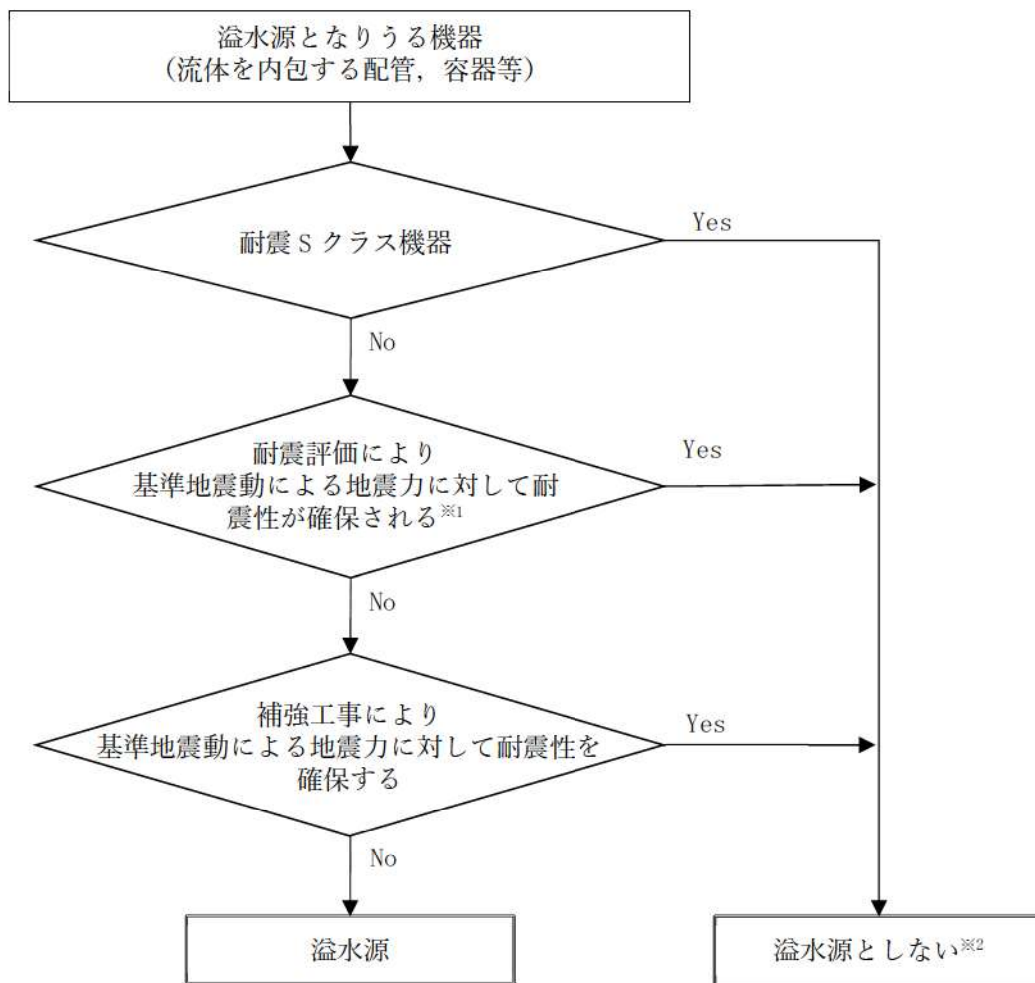 溢水源となりうる機器
（流体を内包する配管，容器等）
Yes
耐震 S クラス機器
No
耐震評価により
基準地震動による地震力に対して耐
震性が確保される※1
Yes
No
補強工事により
基準地震動による地震力に対して耐震性を
確保する
Yes
No
溢水源
溢水源としない※2